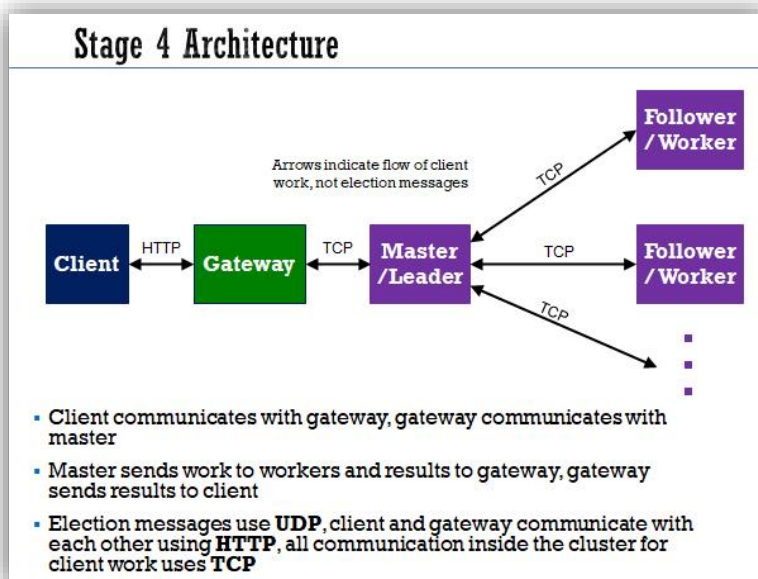 Stage 4 Architecture
Follower
/Worker
Arrows indicate flow of client
work, not election messages
TCP
Client
HTTP
Gateway
TCP
Master
/Leader
TCP
Follower
/Worker
TCP
Client communicates with gateway, gateway communicates with
master
Master sends work to workers and results to gateway, gateway
sends results to client
Election messages use UDP, client and gateway communicate with
each other using HTTP, all communication inside the cluster for
client work uses TCP